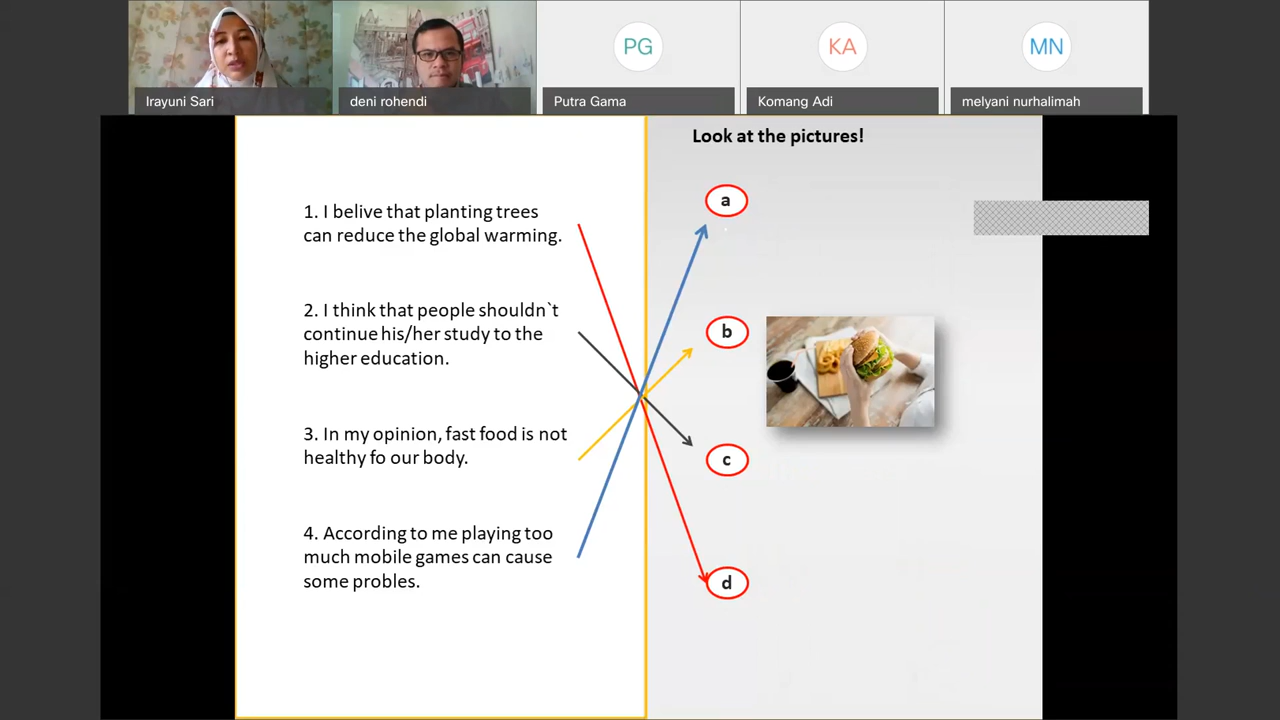 PG
KA
MN
Irayuni Sari
deni rohendi
Putra Gama
Komang Adi
melyani nurhalimah
Look at the pictures!
1. I belive that planting trees
can reduce the global warming.
2. I think that people shouldn`t
continue his/her study to the
higher education.
3. In my opinion, fast food is not
healthy fo our body.
4. According to me playing too
much mobile games can cause
some probles.
a
b
c
d